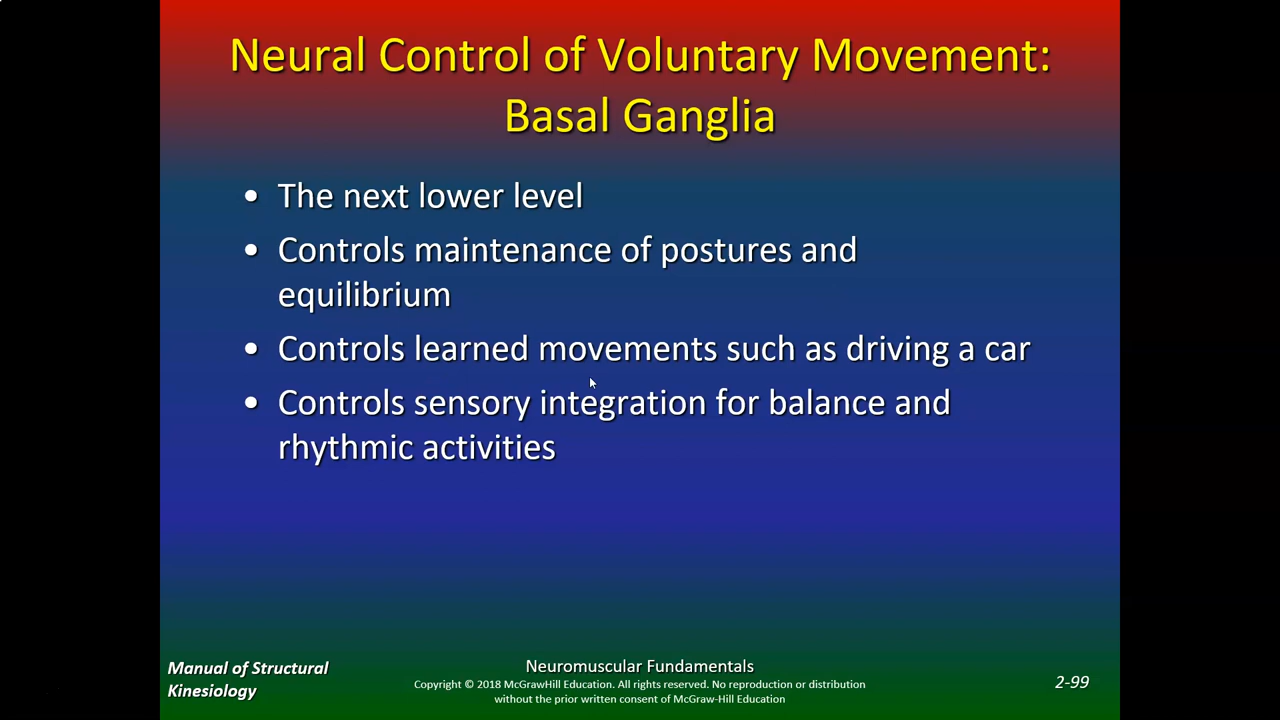 Neural Control of Voluntary Movement:
Basal Ganglia
• The next lower level
• Controls maintenance of postures and
equilibrium
• Controls learned movements such as driving a car
• Controls sensory integration for balance and
rhythmic activities
Manual of Structural
Kinesiology
Neuromuscular Fundamentals
Copyright © 2018 McGrawHill Education. All rights reserved. No reproduction or distribution
without the prior written consent of McGraw-Hill Education
2-99